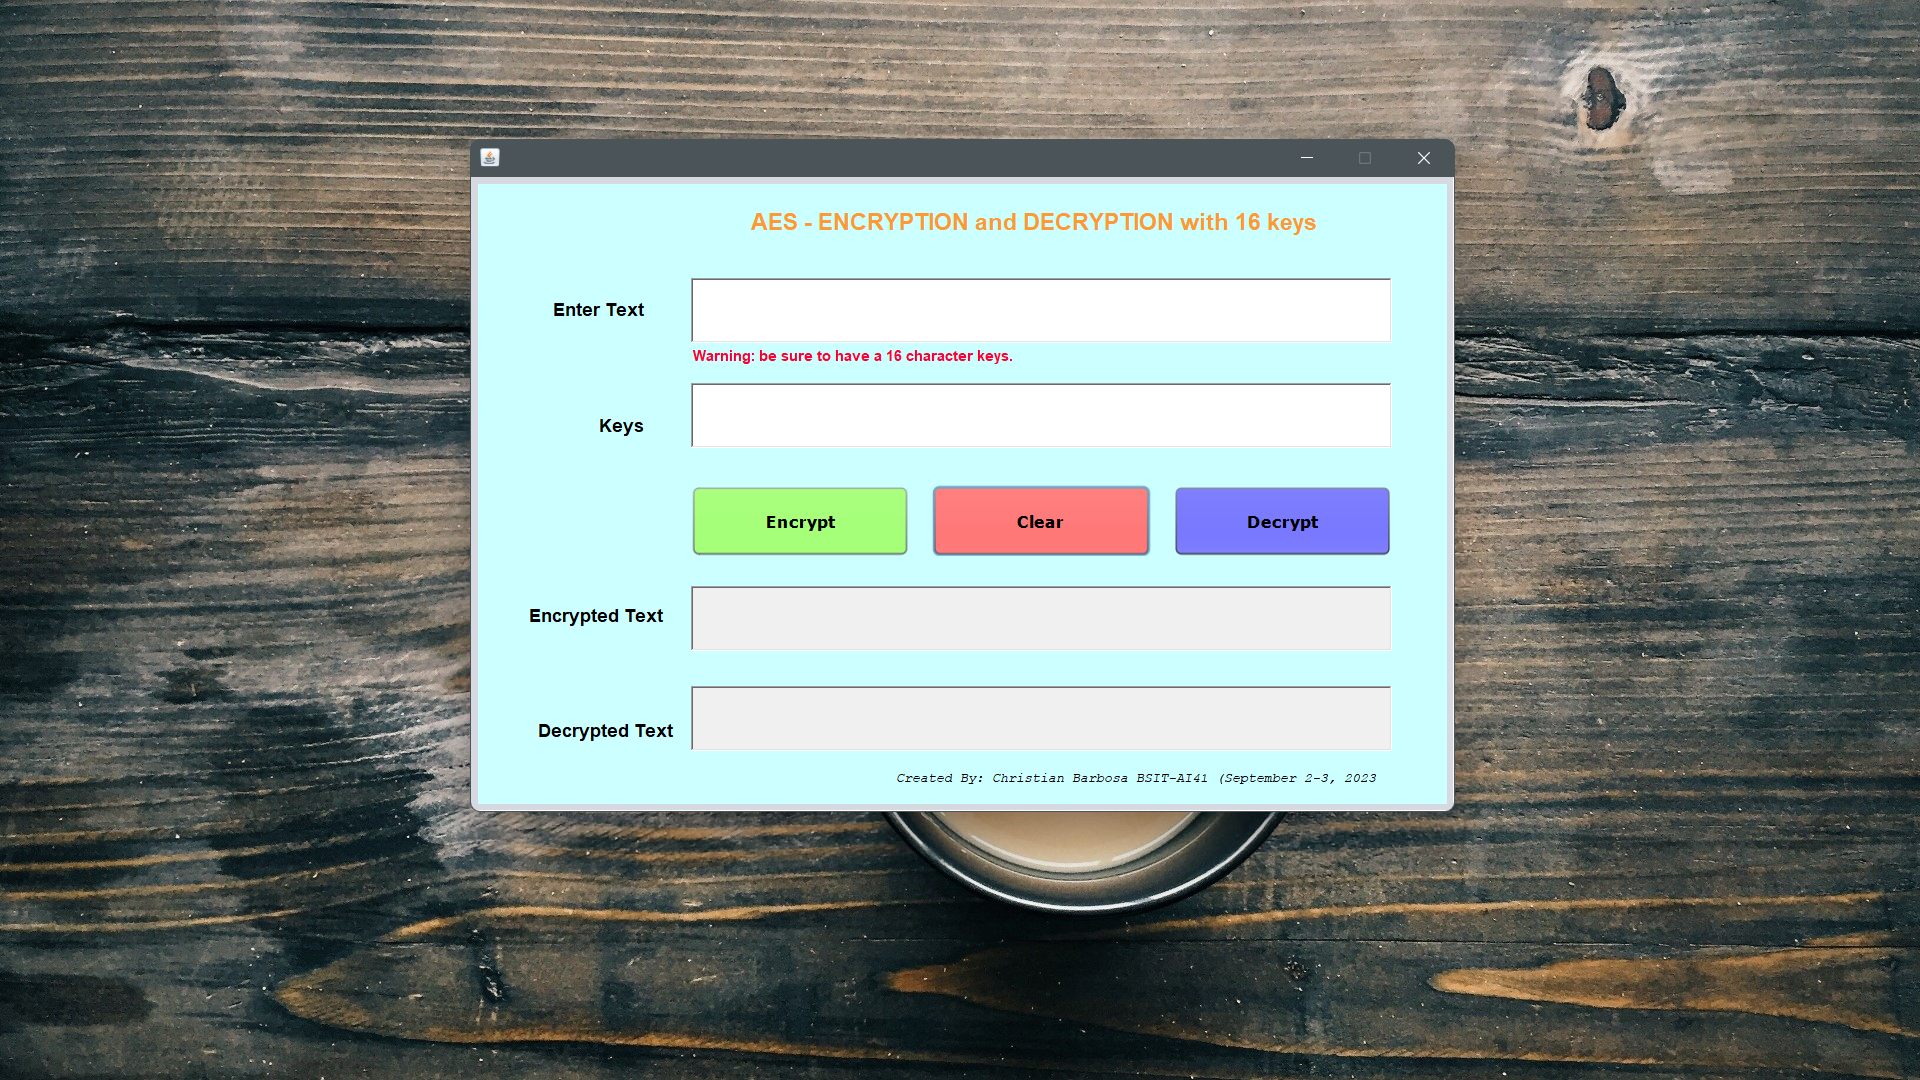 AES - ENCRYPTION and DECRYPTION with 16 keys
Enter Text
Warning: be sure to have a 16 character keys.
Keys
Encrypt
Clear
Decrypt
Encrypted Text
Decrypted Text
Created By: Christian Barbosa BSIT-AI41 (September 2-3, 2023